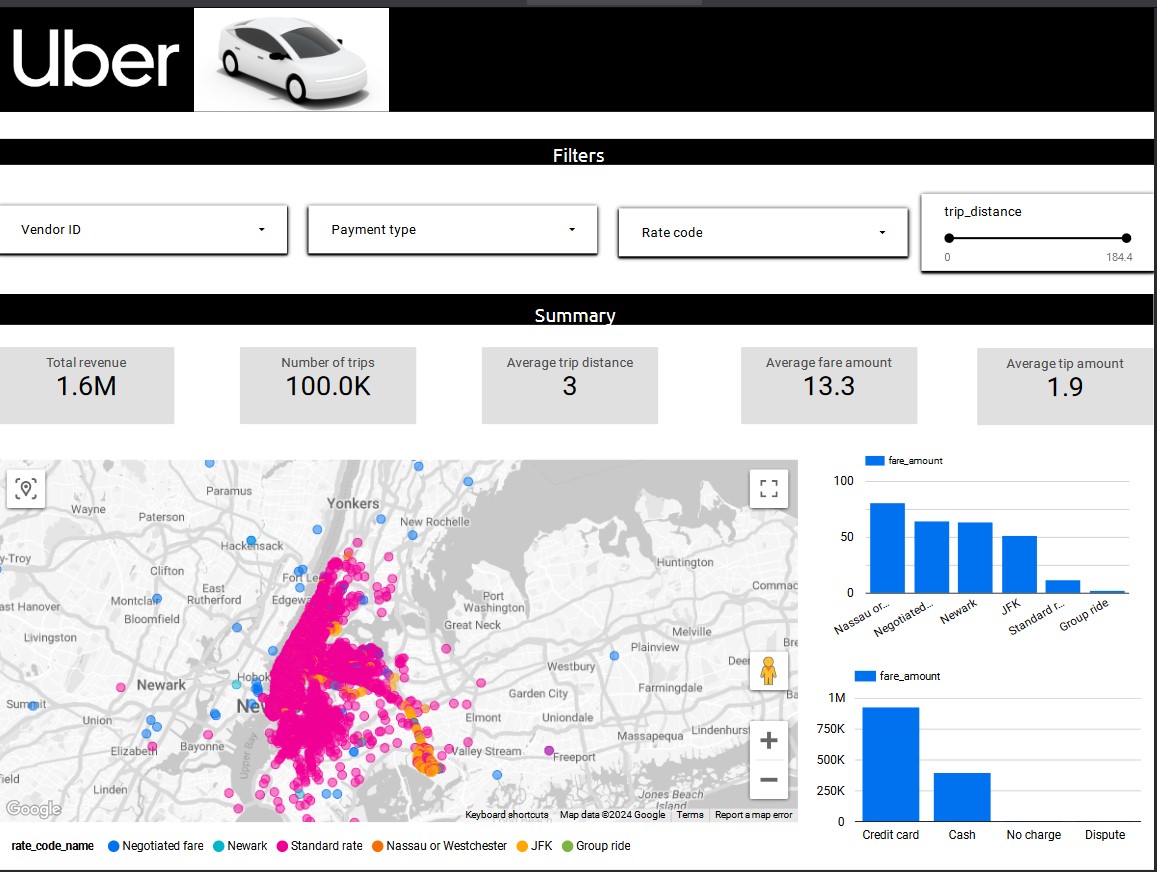 Uber
Filters
Vendor ID
Payment type
Rate code
trip_distance
0
184.4
Summary
Total revenue
1.6M
Number of trips
100.0K
Average trip distance
3
Average fare amount
13.3
Average tip amount
1.9
Paramus
Wayne
Paterson
Yonkers
New Rochelle
Hackensack
y-Troy
Clifton
Fort Le
Huntington
East
Rutherford
Edgew
Montclair
Port
Washington
Commac
ast Hanover
Bloomfield
Great Neck
Livingston
Melville
Plainview
Westbury
Deer
Hobok
Newark
Garden City
Farmingdale
Summit
New
Union
Elmont
Uniondale
Massapequa
Lindenhurst
Elizabeth
Bayonne
Upper Bay
Valley Stream
Freeport
field
Linden
Jones Beach
Island
Google
Keyboard shortcuts
Map data ©2024 Google
Terms
Report a map error
rate_code_name
Negotiated fare
Newark
Standard rate
Nassau or Westchester
JFK
Group ride
fare_amount
100
50
0
Nassau or...
Negotiated...
Newark
JFK
Standard r...
Group ride
fare_amount
1M
750K
500K
250K
0
Credit card
Cash
No charge
Dispute